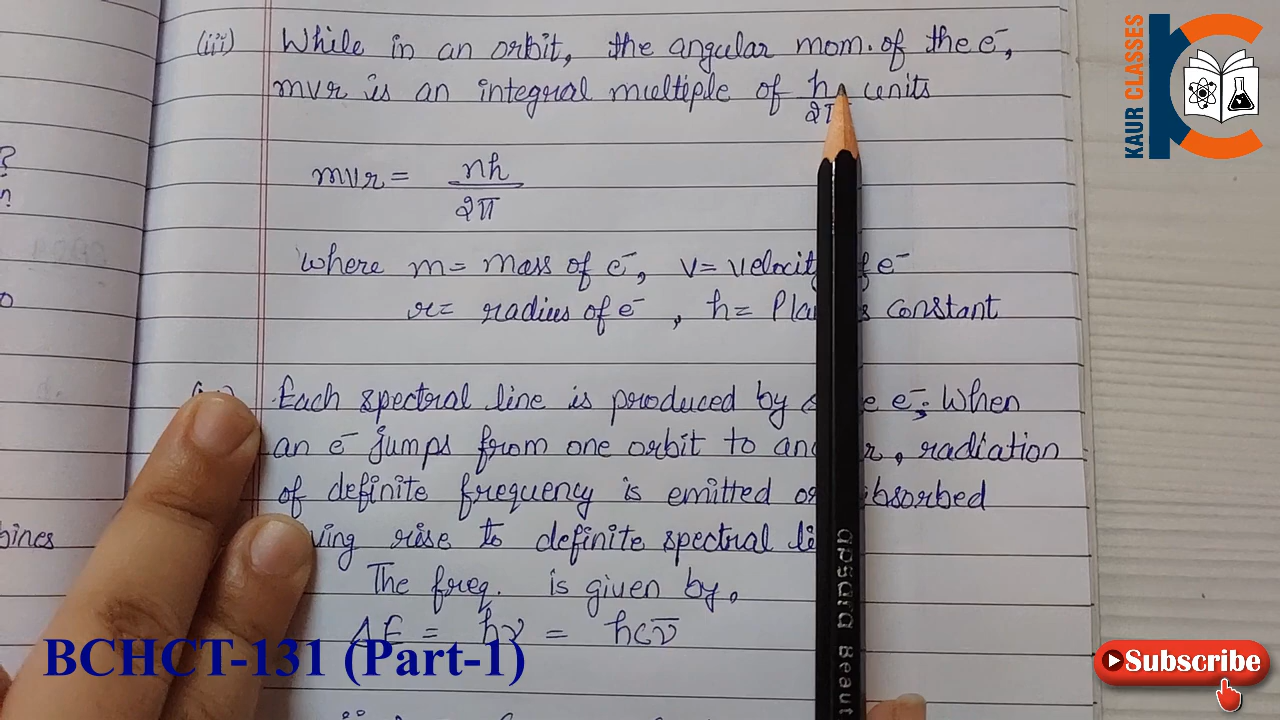 (iii) While in an orbit, the angular mom. of the e⁻,
mvr is an integral multiple of h/2π units
mvr = nh/2π
Where m = mass of e⁻, v = velocity of e⁻
r = radius of e⁻, h = constant
Each spectral line is produced by e⁻; When
an e⁻ jumps from one orbit to radiation
of definite frequency is emitted or absorbed
rise to definite spectral
The freq. is given by,
ΔE = hν = hcν̄
?
bines
KAUR CLASSES
BCHCT-131 (Part-1)
Subscribe
apsara Beaut